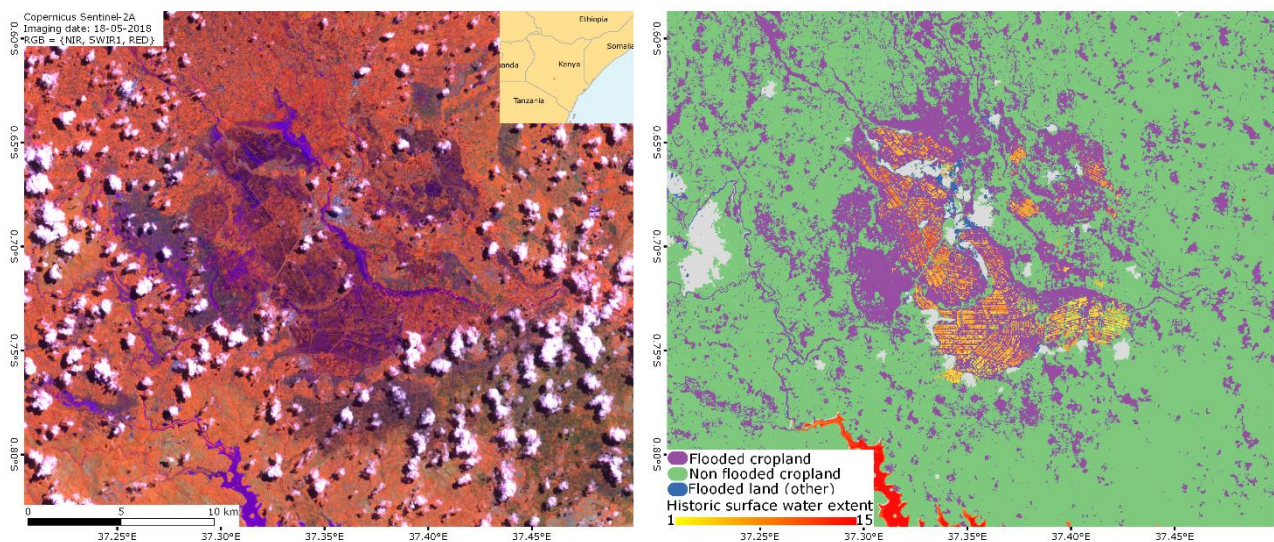 Copernicus Sentinel-2A
Imaging date: 18-05-2018
RGB = {NIR, SWIR1, RED}
Ethiopia
Somalia
anda
Kenya
Tanzania
0.60°S
0.65°S
0.70°S
0.75°S
0.80°S
0 5 10 km
37.25°E 37.30°E 37.35°E 37.40°E 37.45°E
0.60°S
0.65°S
0.70°S
0.75°S
0.80°S
Flooded cropland
Non flooded cropland
Flooded land (other)
Historic surface water extent
1 15
37.25°E 37.30°E 37.35°E 37.40°E 37.45°E